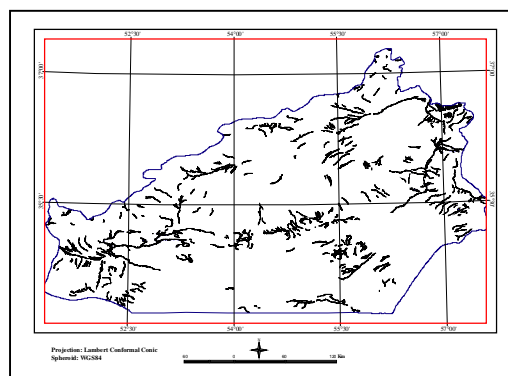 52°30' 54°00' 55°30' 57°00'
37°00' 37°00'
35°30' 35°30'
52°30' 54°00' 55°30' 57°00'
Projection: Lambert Conformal Conic
Spheroid: WGS84
60 0 60 120 Km